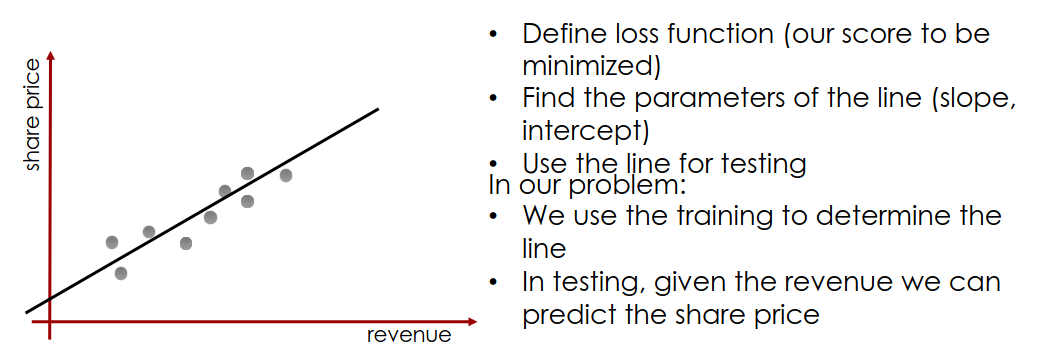 share price
revenue
• Define loss function (our score to be
minimized)
• Find the parameters of the line (slope,
intercept)
• Use the line for testing
In our problem:
• We use the training to determine the
line
• In testing, given the revenue we can
predict the share price